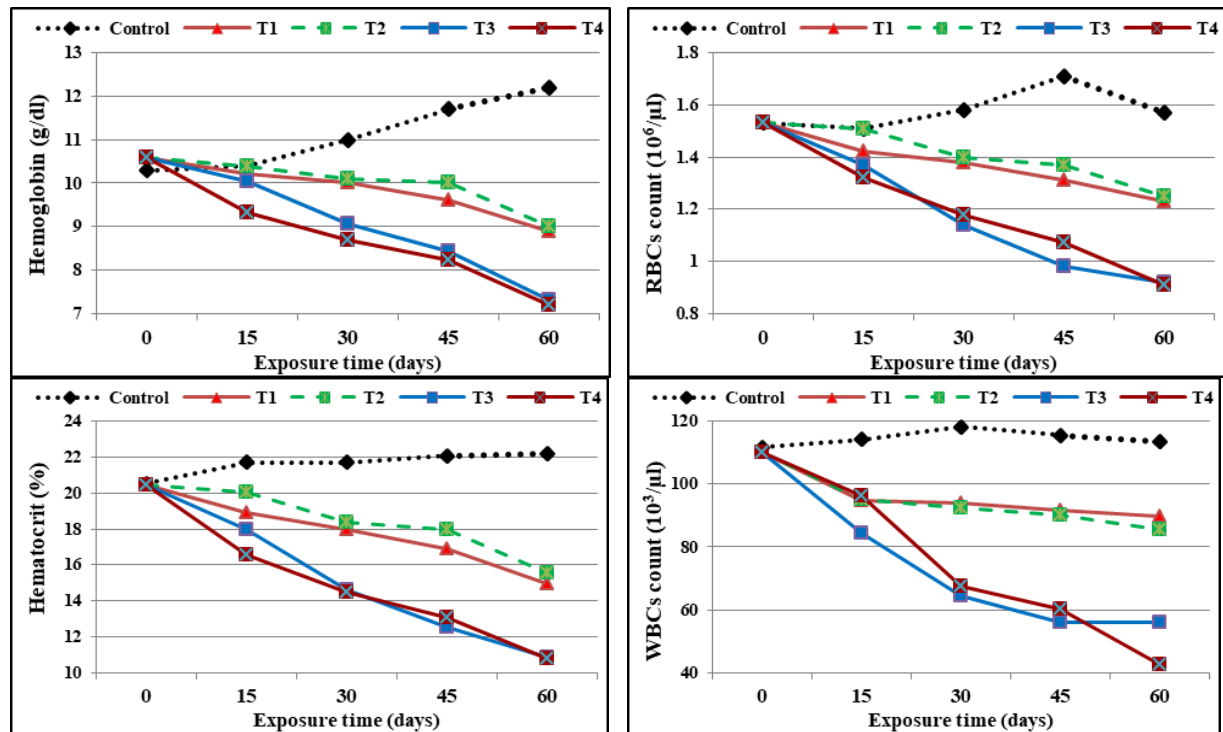 Control T1 T2 T3 T4
Hemoglobin (g/dl)
13
12
11
10
9
8
7
0 15 30 45 60
Exposure time (days)
Control T1 T2 T3 T4
RBCs count (10⁶/µl)
1.8
1.6
1.4
1.2
1
0.8
0 15 30 45 60
Exposure time (days)
Control T1 T2 T3 T4
Hematocrit (%)
24
22
20
18
16
14
12
10
0 15 30 45 60
Exposure time (days)
Control T1 T2 T3 T4
WBCs count (10³/µl)
120
100
80
60
40
0 15 30 45 60
Exposure time (days)